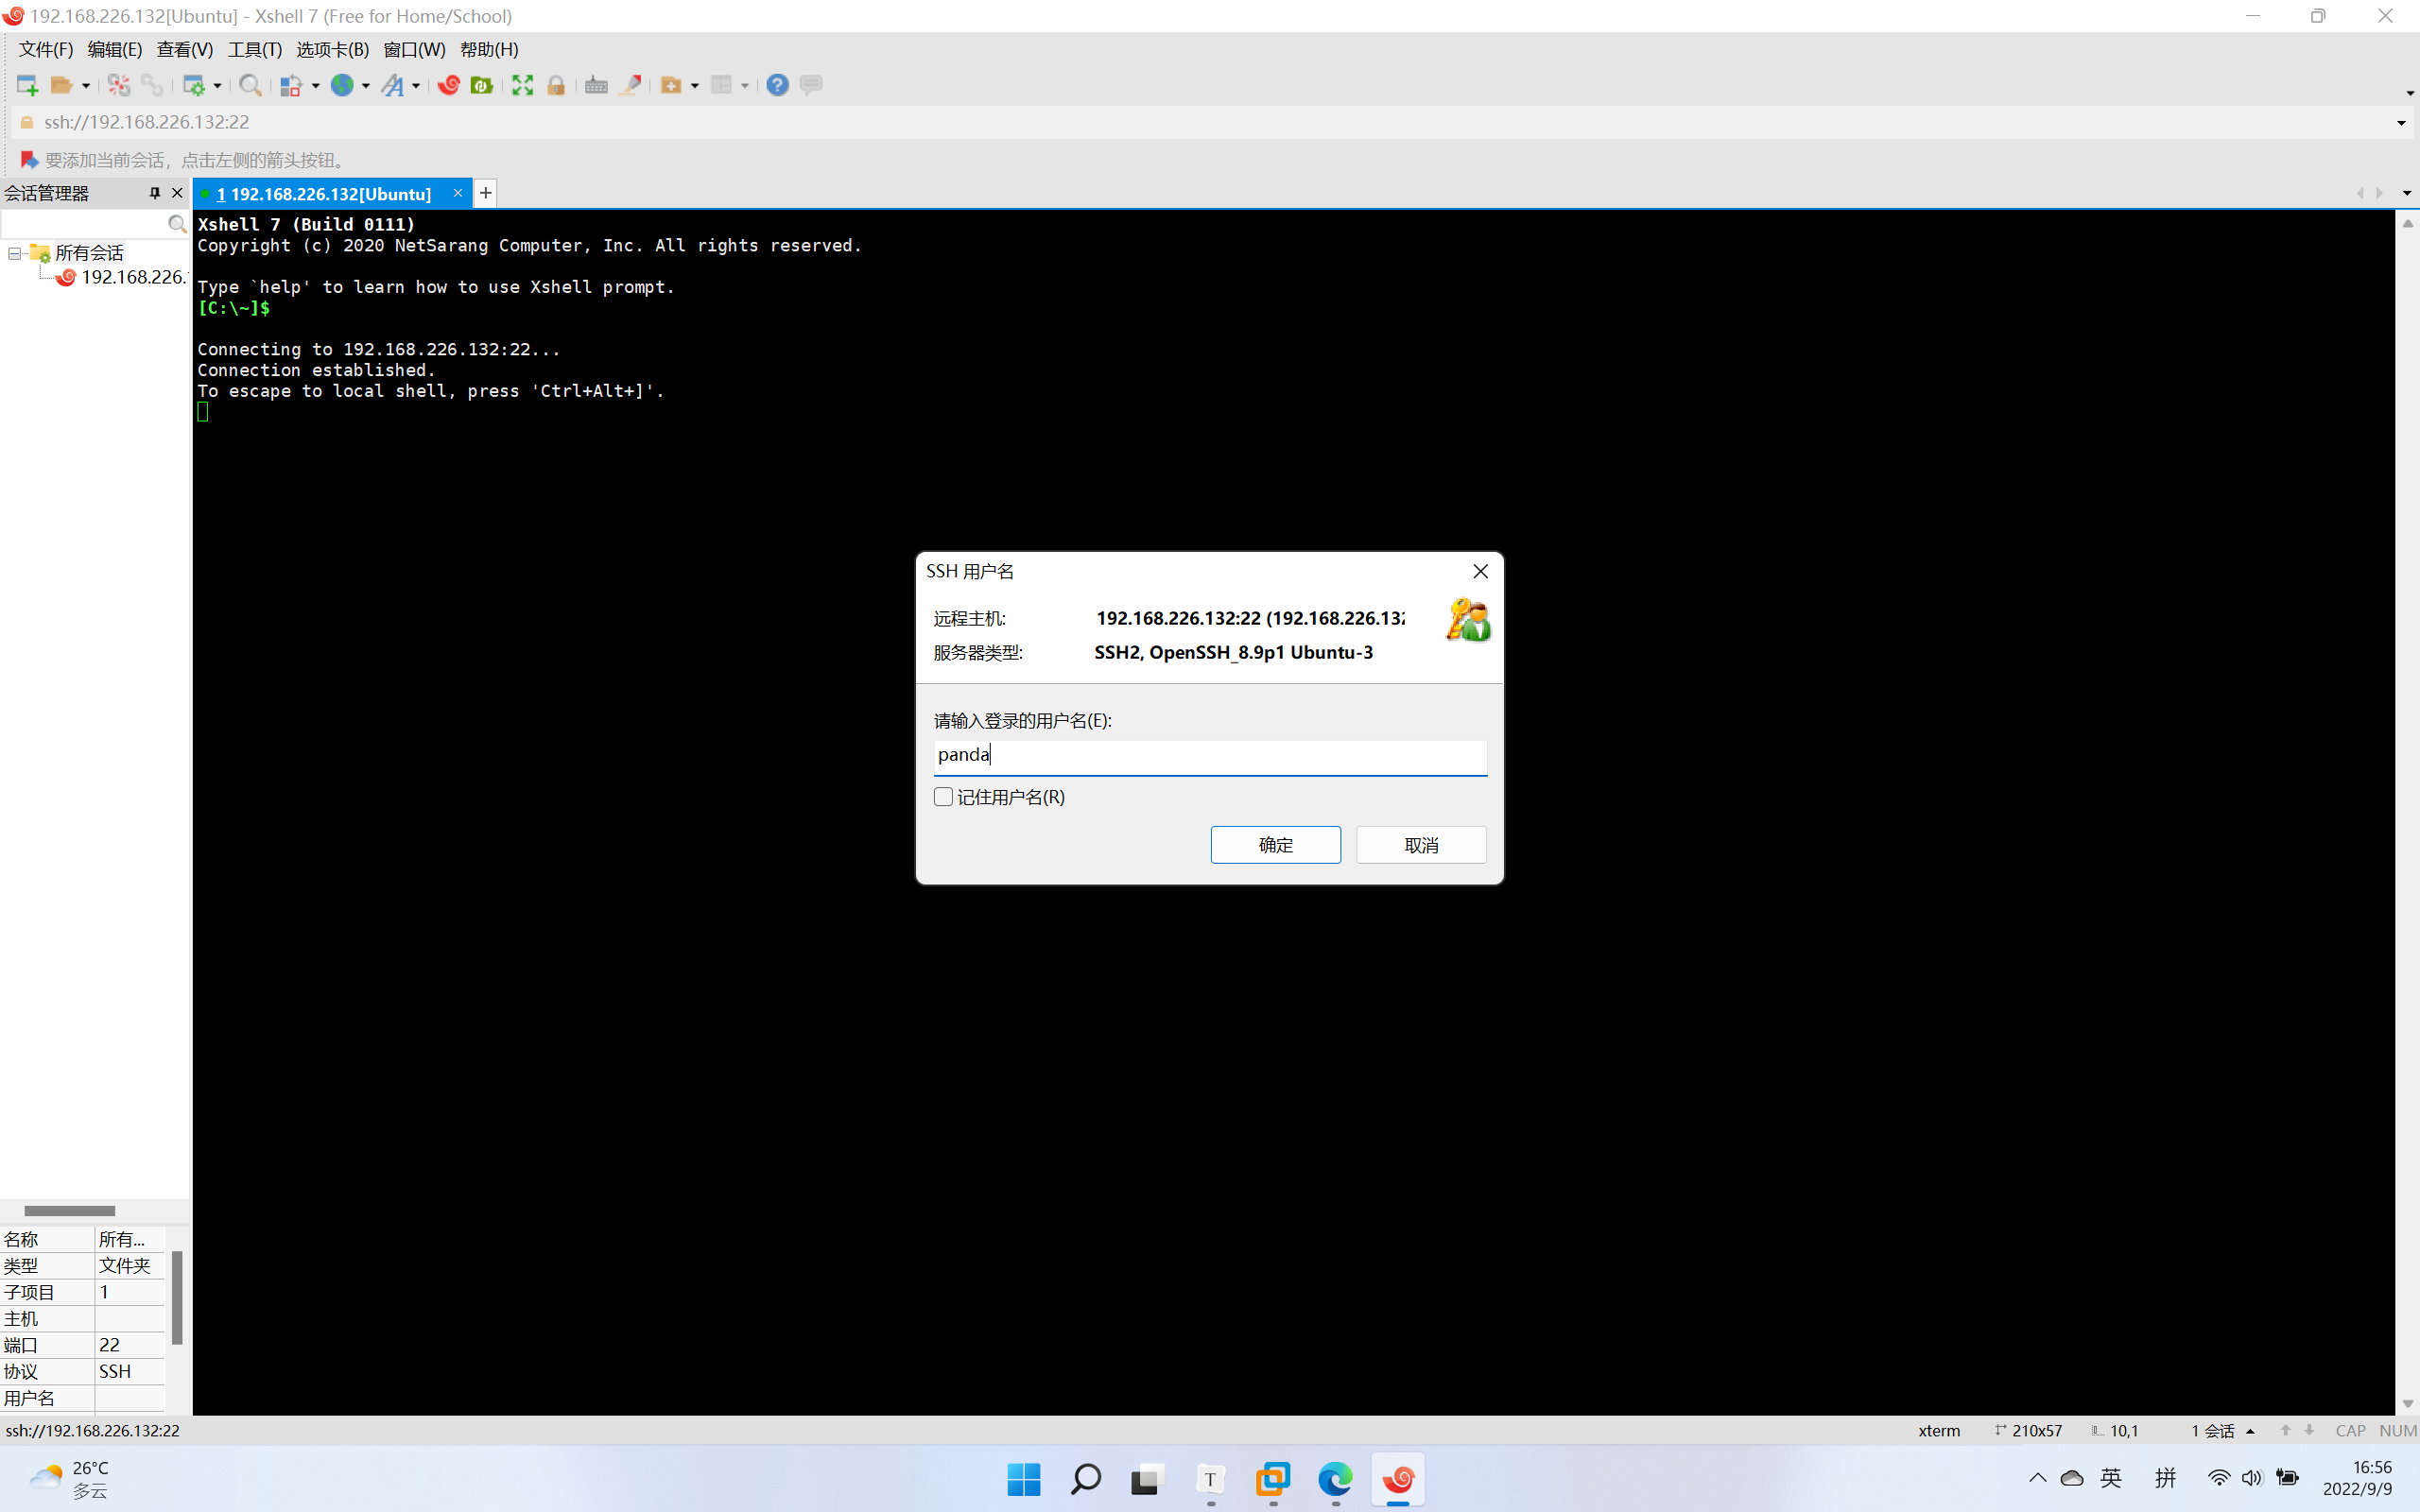 192.168.226.132[Ubuntu] - Xshell 7 (Free for Home/School)
文件(F) 编辑(E) 查看(V) 工具(T) 选项卡(B) 窗口(W) 帮助(H)
ssh://192.168.226.132:22
要添加当前会话，点击左侧的箭头按钮。
会话管理器
1 192.168.226.132[Ubuntu]
所有会话
192.168.226.
Xshell 7 (Build 0111)
Copyright (c) 2020 NetSarang Computer, Inc. All rights reserved.
Type `help' to learn how to use Xshell prompt.
[C:\~]$
Connecting to 192.168.226.132:22...
Connection established.
To escape to local shell, press 'Ctrl+Alt+]'.
SSH 用户名
远程主机: 192.168.226.132:22 (192.168.226.132
服务器类型: SSH2, OpenSSH_8.9p1 Ubuntu-3
请输入登录的用户名(E):
panda
记住用户名(R)
确定 取消
名称 所有...
类型 文件夹
子项目 1
主机
端口 22
协议 SSH
用户名
ssh://192.168.226.132:22 xterm 210x57 10,1 1 会话 CAP NUM
26°C
多云
T
英 拼
16:56
2022/9/9